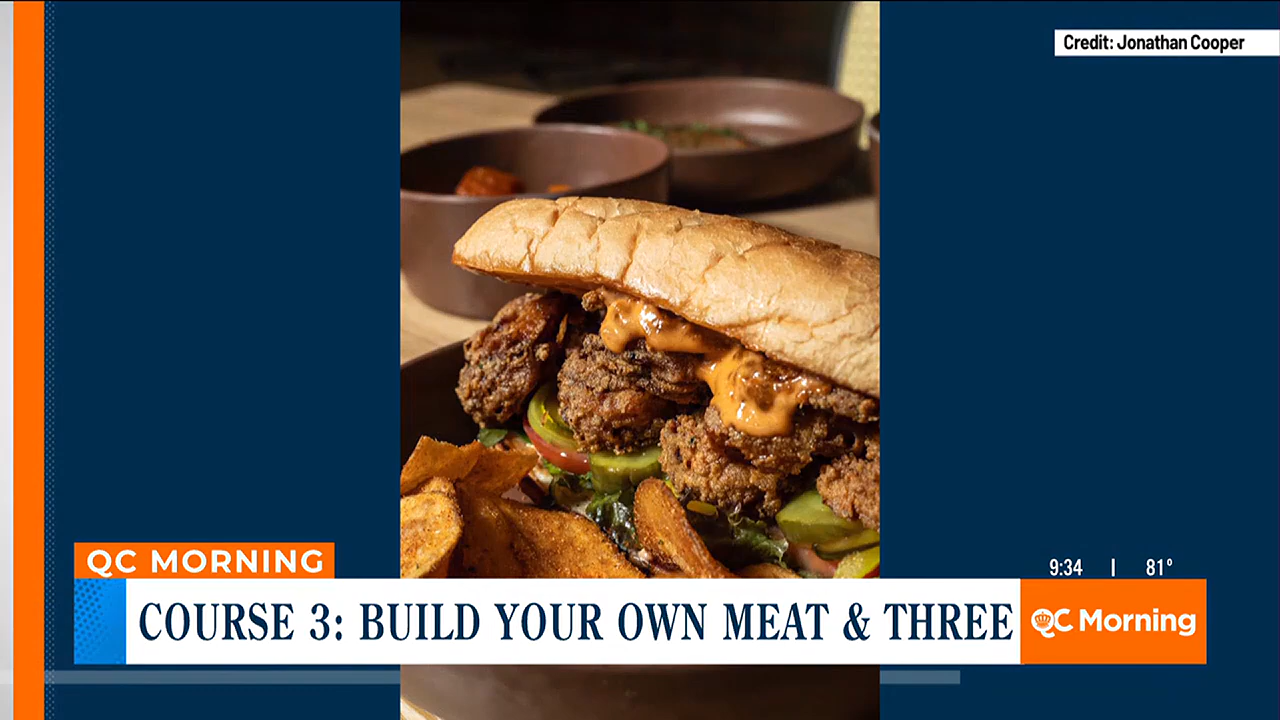 Credit: Jonathan Cooper
QC MORNING
9:34 | 81°
COURSE 3: BUILD YOUR OWN MEAT & THREE
QC Morning